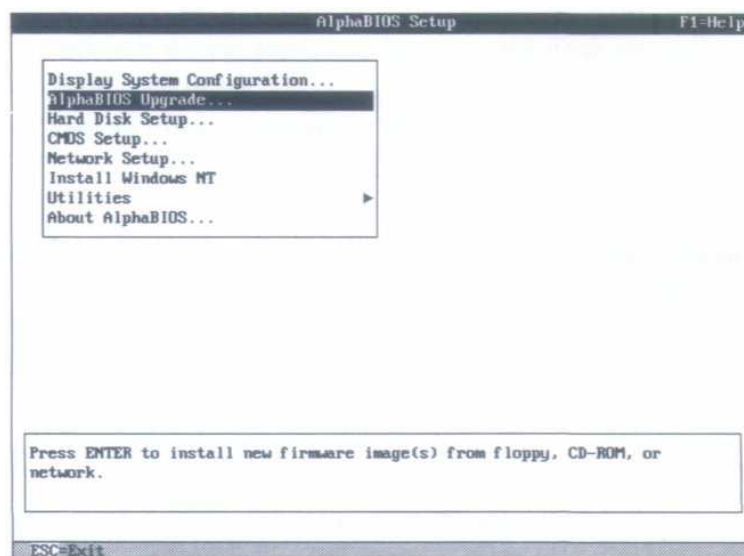 AlphaBIOS Setup F1=Help
Display System Configuration...
AlphaBIOS Upgrade...
Hard Disk Setup...
CMOS Setup...
Network Setup...
Install Windows NT
Utilities ▶
About AlphaBIOS...
Press ENTER to install new firmware image(s) from floppy, CD-ROM, or
network.
ESC=Exit